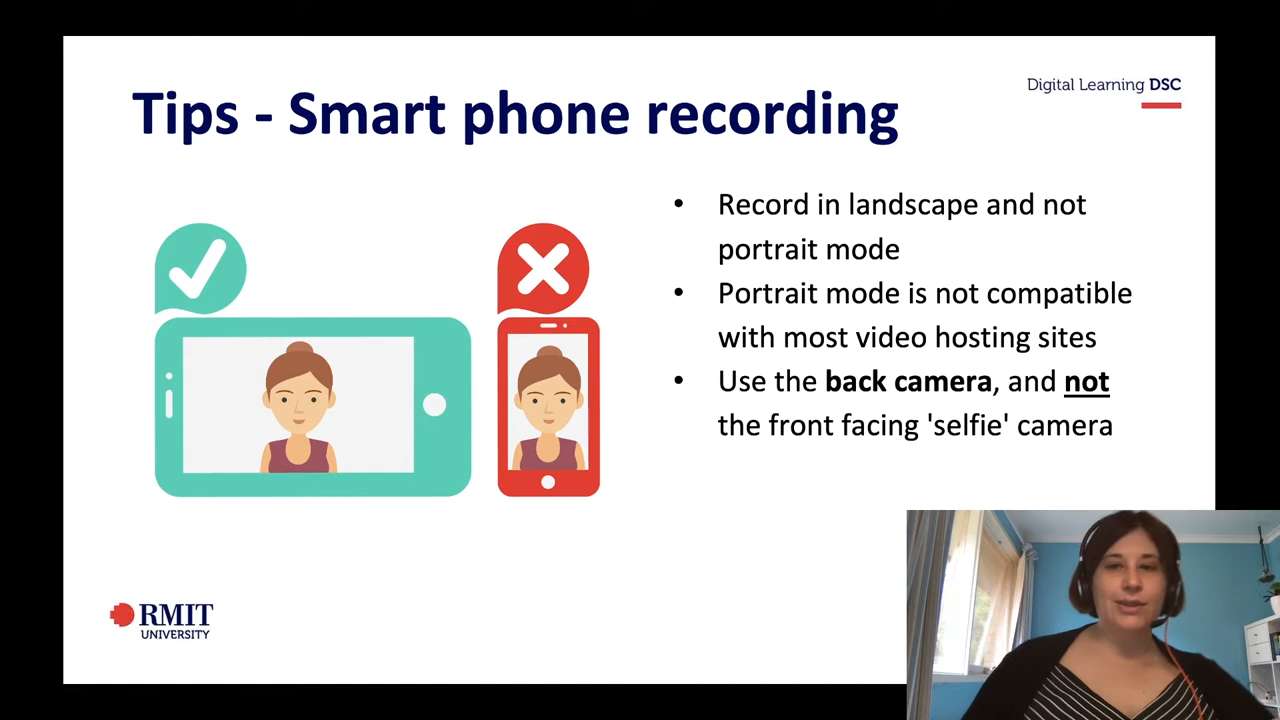 Digital Learning DSC
Tips - Smart phone recording
• Record in landscape and not
portrait mode
• Portrait mode is not compatible
with most video hosting sites
• Use the back camera, and not
the front facing 'selfie' camera
RMIT
UNIVERSITY